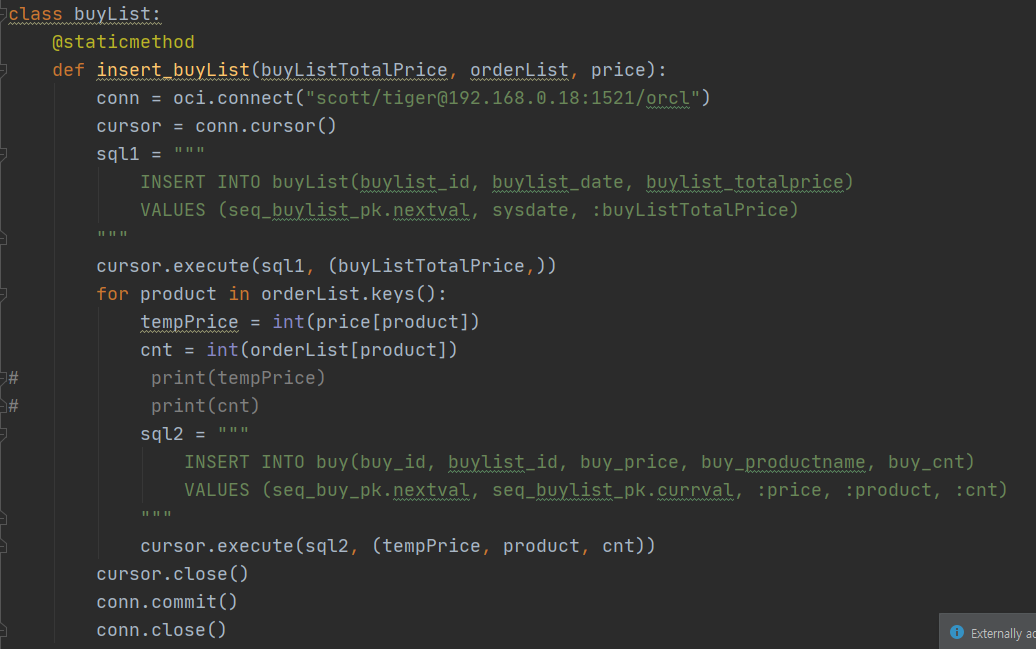 class buyList:
    @staticmethod
    def insert_buyList(buyListTotalPrice, orderList, price):
        conn = oci.connect("scott/tiger@192.168.0.18:1521/orcl")
        cursor = conn.cursor()
        sql1 = """
            INSERT INTO buyList(buylist_id, buylist_date, buylist_totalprice)
            VALUES (seq_buylist_pk.nextval, sysdate, :buyListTotalPrice)
        """
        cursor.execute(sql1, (buyListTotalPrice,))
        for product in orderList.keys():
            tempPrice = int(price[product])
            cnt = int(orderList[product])
#            print(tempPrice)
#            print(cnt)
            sql2 = """
                INSERT INTO buy(buy_id, buylist_id, buy_price, buy_productname, buy_cnt)
                VALUES (seq_buy_pk.nextval, seq_buylist_pk.currval, :price, :product, :cnt)
            """
            cursor.execute(sql2, (tempPrice, product, cnt))
        cursor.close()
        conn.commit()
        conn.close()
Externally